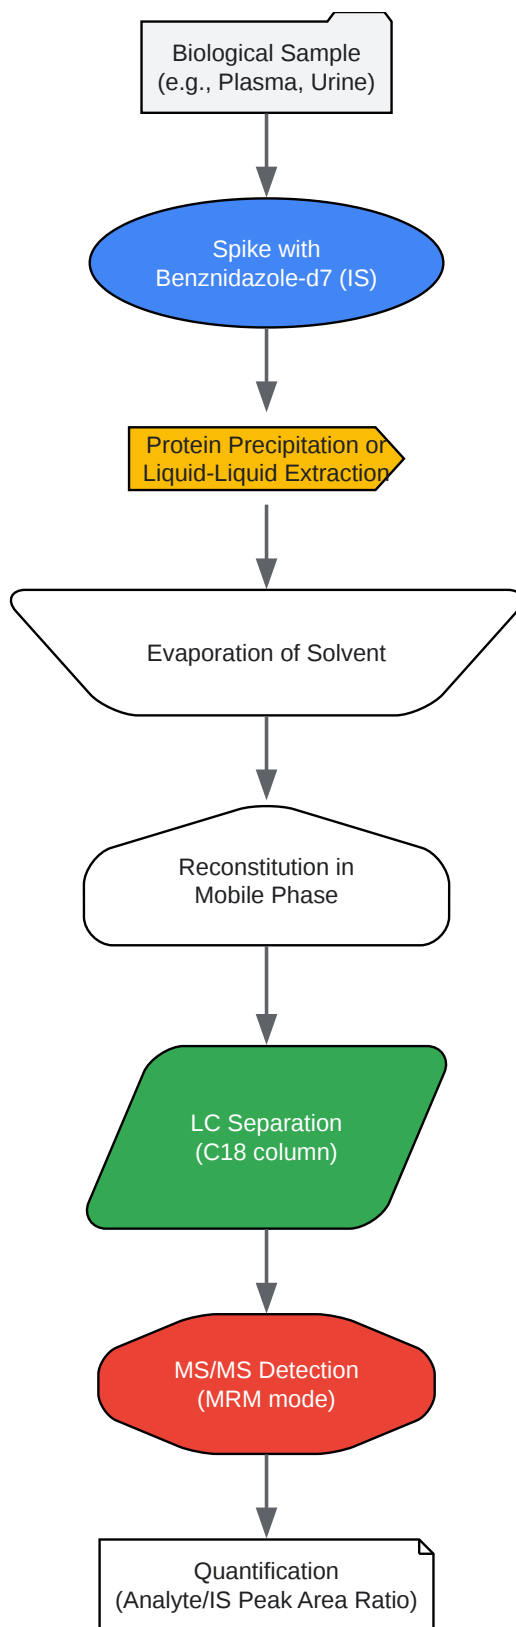 Biological Sample
(e.g., Plasma, Urine)
Spike with
Benznidazole-d7 (IS)
Protein Precipitation or
Liquid-Liquid Extraction
Evaporation of Solvent
Reconstitution in
Mobile Phase
LC Separation
(C18 column)
MS/MS Detection
(MRM mode)
Quantification
(Analyte/IS Peak Area Ratio)